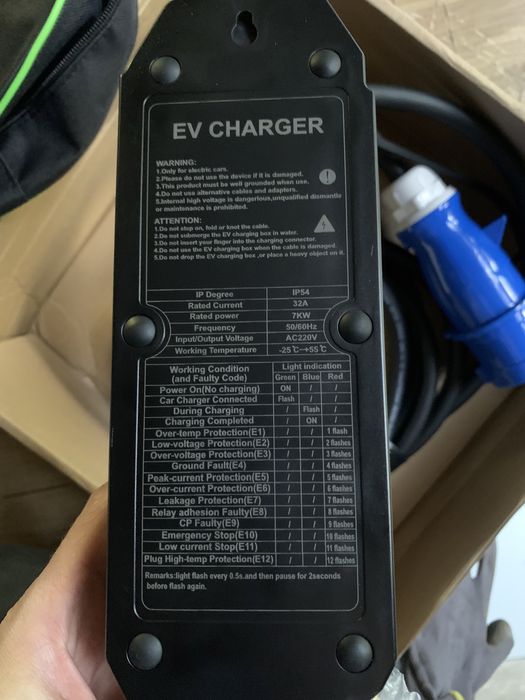 EV CHARGER
WARNING:
1.Only for electric cars.
2.Please do not use the device if it is damaged.
3.This product must be well grounded when use.
4.Do not use alternative cables and adapters.
5.Internal high voltage is dangerous,unqualified dismantle
or maintenance is prohibited.
ATTENTION:
1.Do not step on, fold or knot the cable.
2.Do not submerge the EV charging box in water.
3.Do not insert your finger into the charging connector.
4.Do not use the EV charging box when the cable is damaged.
5.Do not drop the EV charging box ,or place a heavy object on it.
IP Degree IP54
Rated Current 32A
Rated power 7KW
Frequency 50/60Hz
Input/Output Voltage AC220V
Working Temperature -25℃~+55℃
Working Condition
(and Faulty Code) Light indication
Green Blue Red
Power On(No charging) ON / /
Car Charger Connected Flash / /
During Charging / Flash /
Charging Completed / ON /
Over-temp Protection(E1) / / 1 flash
Low-voltage Protection(E2) / / 2 flashes
Over-voltage Protection(E3) / / 3 flashes
Ground Fault(E4) / / 4 flashes
Peak-current Protection(E5) / / 5 flashes
Over-current Protection(E6) / / 6 flashes
Leakage Protection(E7) / / 7 flashes
Relay adhesion Faulty(E8) / / 8 flashes
CP Faulty(E9) / / 9 flashes
Emergency Stop(E10) / / 10 flashes
Low current Stop(E11) / / 11 flashes
Plug High-temp Protection(E12) / / 12 flashes
Remarks:light flash every 0.5s.and then pause for 2seconds
before flash again.